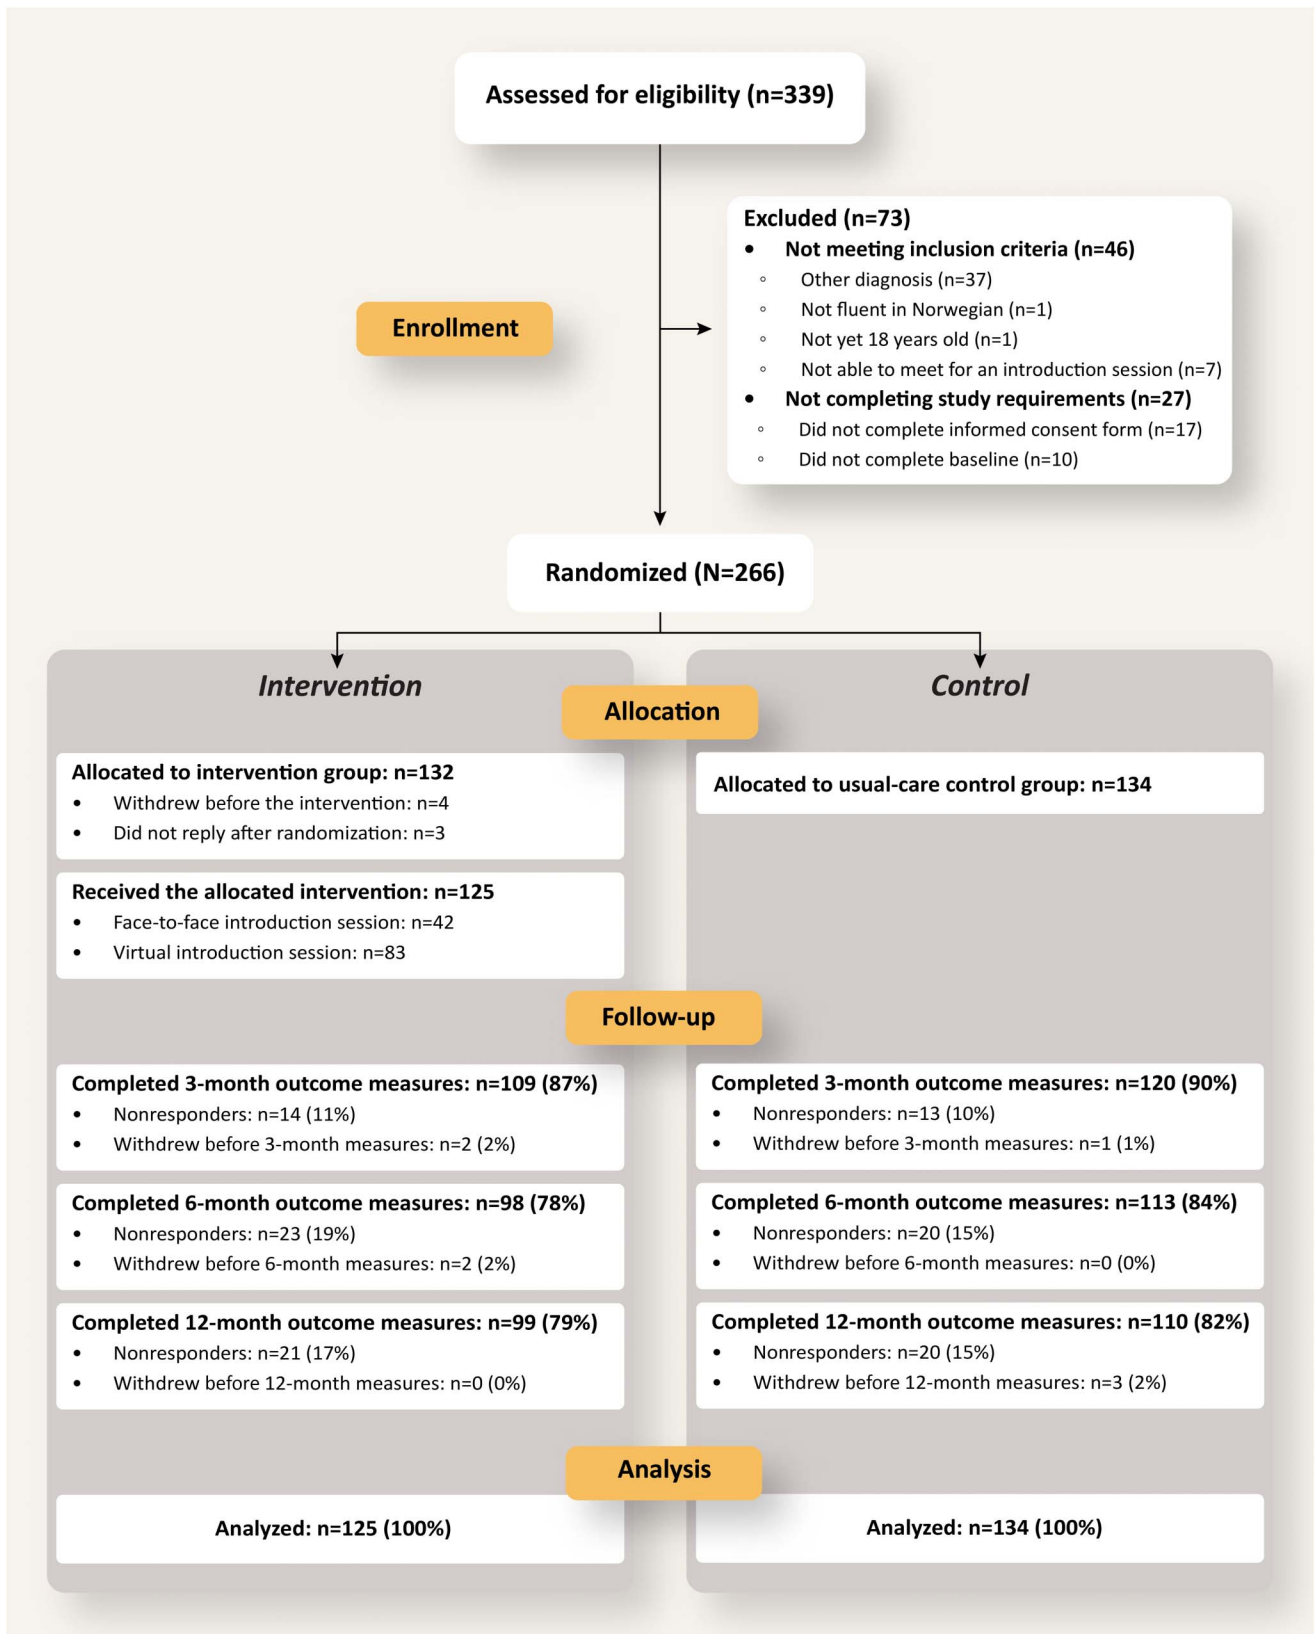 Assessed for eligibility (n=339)
Excluded (n=73)
• Not meeting inclusion criteria (n=46)
◦ Other diagnosis (n=37)
◦ Not fluent in Norwegian (n=1)
◦ Not yet 18 years old (n=1)
◦ Not able to meet for an introduction session (n=7)
• Not completing study requirements (n=27)
◦ Did not complete informed consent form (n=17)
◦ Did not complete baseline (n=10)
Enrollment
Randomized (N=266)
Intervention
Control
Allocation
Allocated to intervention group: n=132
• Withdrew before the intervention: n=4
• Did not reply after randomization: n=3
Allocated to usual-care control group: n=134
Received the allocated intervention: n=125
• Face-to-face introduction session: n=42
• Virtual introduction session: n=83
Follow-up
Completed 3-month outcome measures: n=109 (87%)
• Nonresponders: n=14 (11%)
• Withdrew before 3-month measures: n=2 (2%)
Completed 3-month outcome measures: n=120 (90%)
• Nonresponders: n=13 (10%)
• Withdrew before 3-month measures: n=1 (1%)
Completed 6-month outcome measures: n=98 (78%)
• Nonresponders: n=23 (19%)
• Withdrew before 6-month measures: n=2 (2%)
Completed 6-month outcome measures: n=113 (84%)
• Nonresponders: n=20 (15%)
• Withdrew before 6-month measures: n=0 (0%)
Completed 12-month outcome measures: n=99 (79%)
• Nonresponders: n=21 (17%)
• Withdrew before 12-month measures: n=0 (0%)
Completed 12-month outcome measures: n=110 (82%)
• Nonresponders: n=20 (15%)
• Withdrew before 12-month measures: n=3 (2%)
Analysis
Analyzed: n=125 (100%)
Analyzed: n=134 (100%)